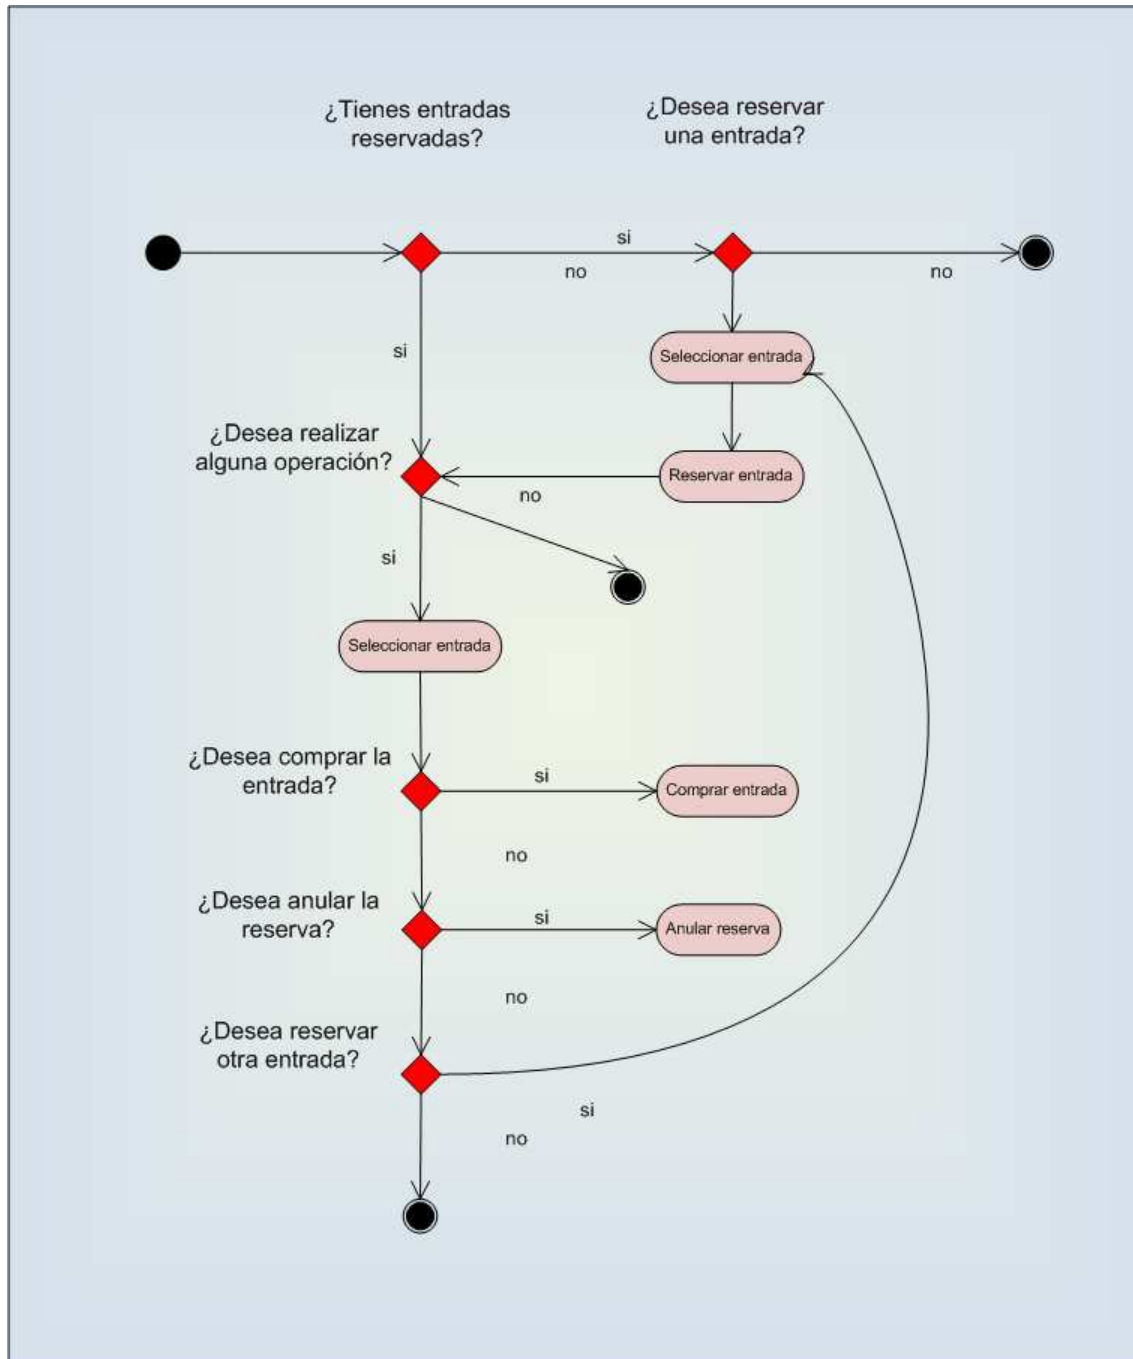 ¿Tienes entradas
reservadas?
¿Desea reservar
una entrada?
si
no
no
si
Seleccionar entrada
¿Desea realizar
alguna operación?
Reservar entrada
no
si
Seleccionar entrada
¿Desea comprar la
entrada?
si
Comprar entrada
no
¿Desea anular la
reserva?
si
Anular reserva
no
¿Desea reservar
otra entrada?
si
no